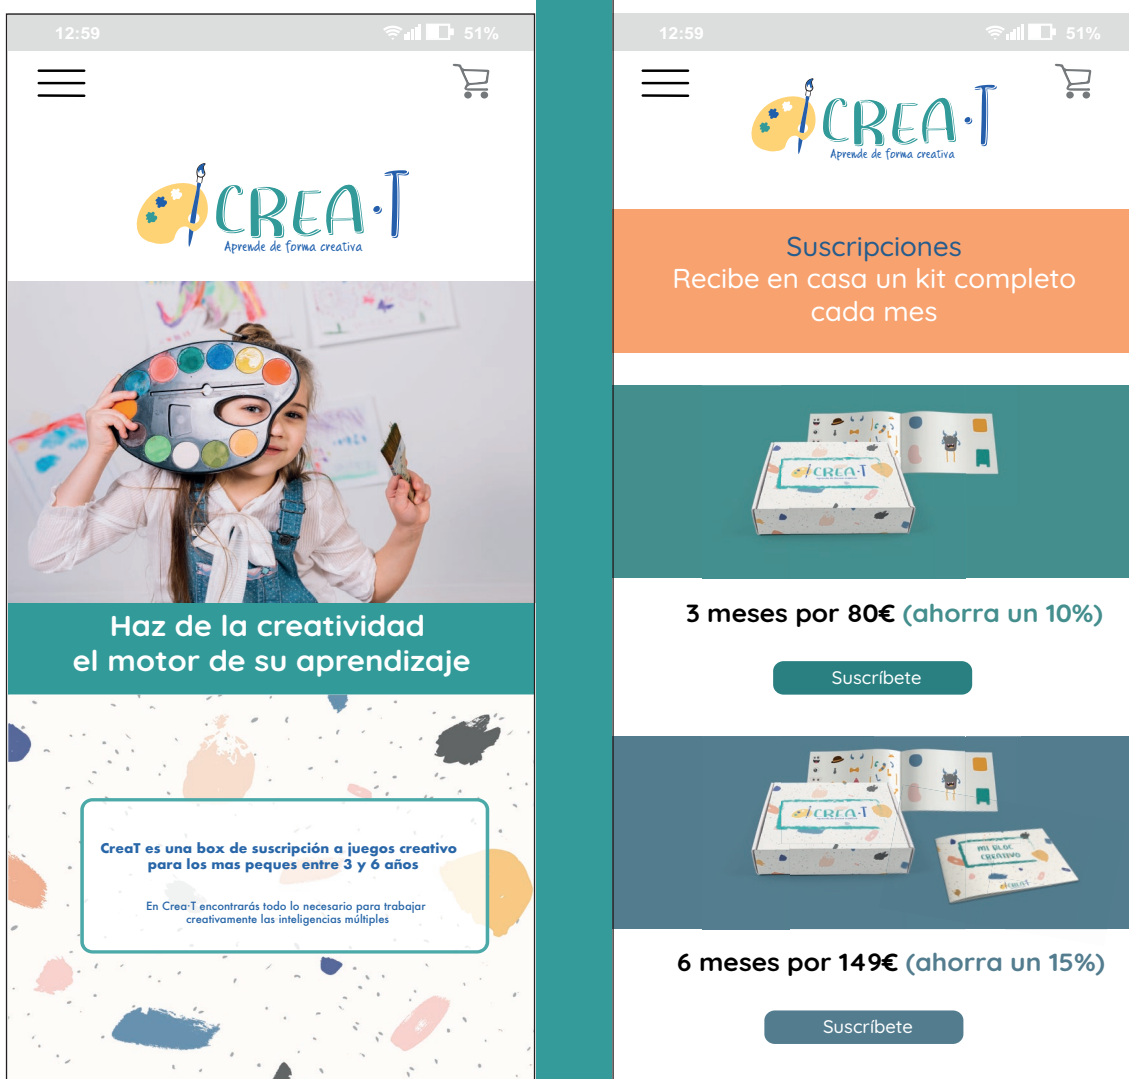 12:59
51%
CREA·T
Aprende de forma creativa
Haz de la creatividad
el motor de su aprendizaje
CreaT es una box de suscripción a juegos creativo
para los mas peques entre 3 y 6 años
En Crea·T encontrarás todo lo necesario para trabajar
creativamente las inteligencias múltiples
12:59
51%
CREA·T
Aprende de forma creativa
Suscripciones
Recibe en casa un kit completo
cada mes
CREA·T
3 meses por 80€ (ahorra un 10%)
Suscríbete
CREA·T
MI BLOC
CREATIVO
CREA·T
6 meses por 149€ (ahorra un 15%)
Suscríbete